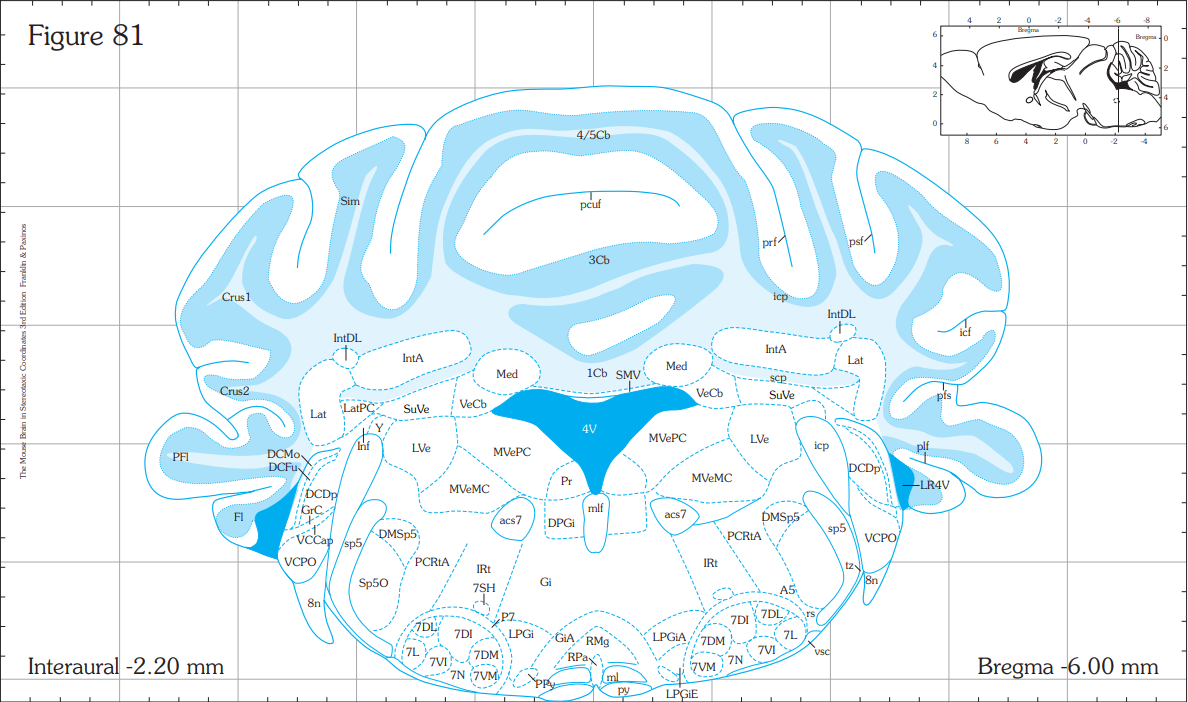 Figure 81
4 2 0 -2 -4 -6 -8
Bregma
Bregma
6
4
2
0
0
2
4
6
8 6 4 2 0 -2 -4
4/5Cb
Sim
pcuf
prf
psf
3Cb
Crus1
icp
IntDL
IntDL
icf
IntA
IntA
Med
Med
Lat
1Cb
SMV
scp
Crus2
pfs
VeCb
VeCb
SuVe
SuVe
LatPC
Lat
Y
4V
Inf
LVe
MVePC
MVePC
LVe
icp
plf
PFl
DCMo
DCFu
DCDp
LR4V
Pr
MVeMC
MVeMC
DCDp
GrC
mlf
Fl
acs7
DPGi
acs7
DMSp5
VCCap
sp5
DMSp5
PCRtA
sp5
VCPO
VCPO
PCRtA
IRt
IRt
tz
Sp5O
Gi
8n
7SH
A5
8n
P7
rs
7DL
7DI
LPGi
GiA
RMg
LPGiA
7DI
7DL
7DM
7L
vsc
7L
7VI
7DM
RPa
7N
7VI
7VM
7N
7VM
PPy
ml
py
LPGiE
Interaural -2.20 mm
Bregma -6.00 mm
The Mouse Brain in Stereotaxic Coordinates 3rd Edition Franklin & Paxinos